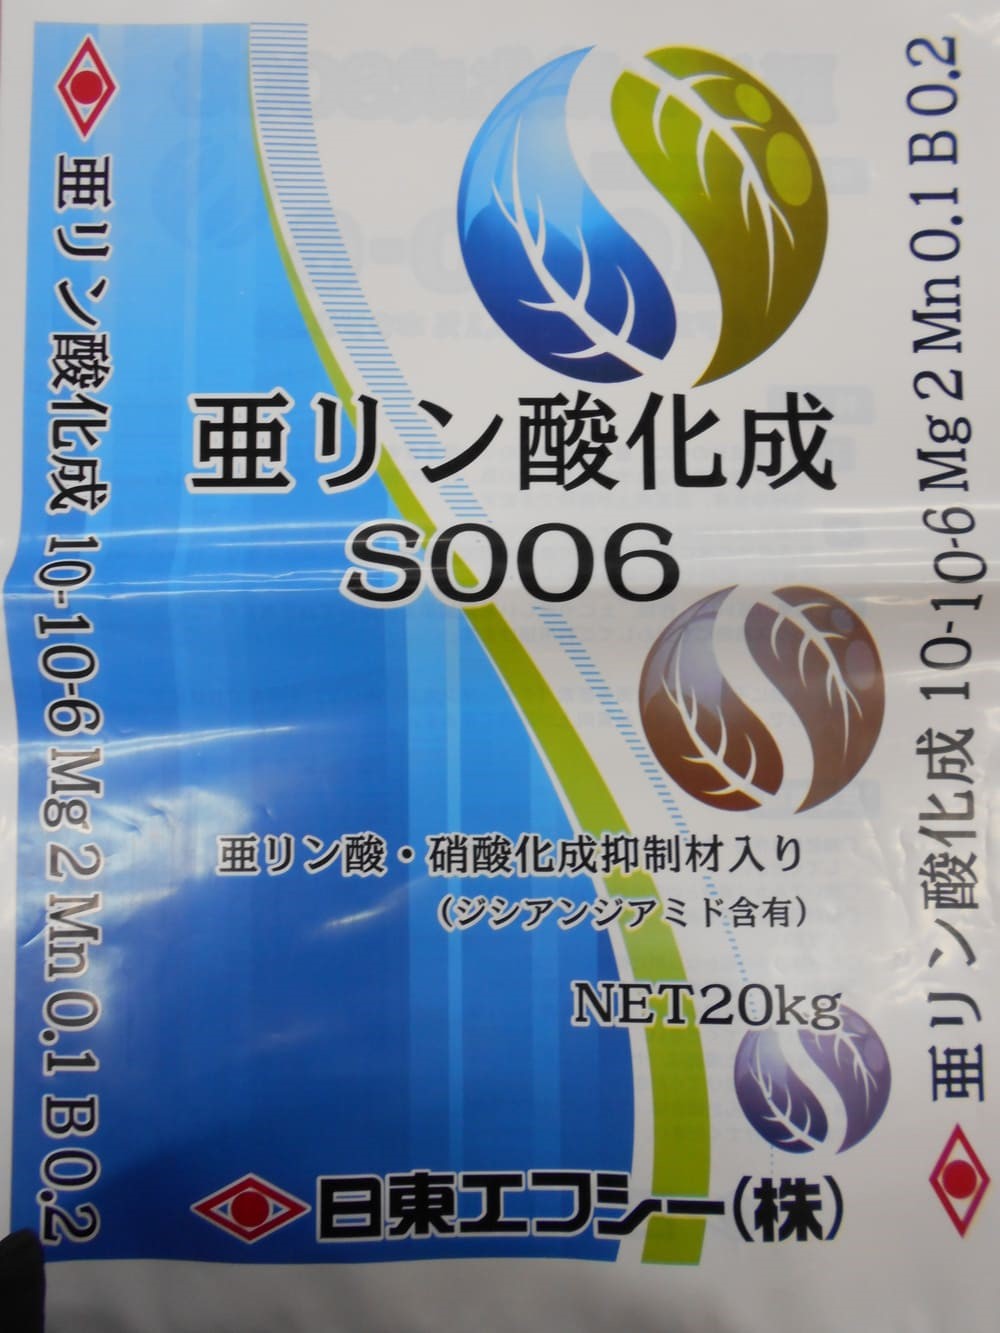 亜リン酸化成 10-10-6 Mg 2 Mn 0.1 B 0.2
亜リン酸化成
S006
亜リン酸・硝酸化成抑制材入り
(ジシアンジアミド含有)
NET20kg
日東エフシー(株)
亜リン酸化成 10-10-6 Mg 2 Mn 0.1 B 0.2